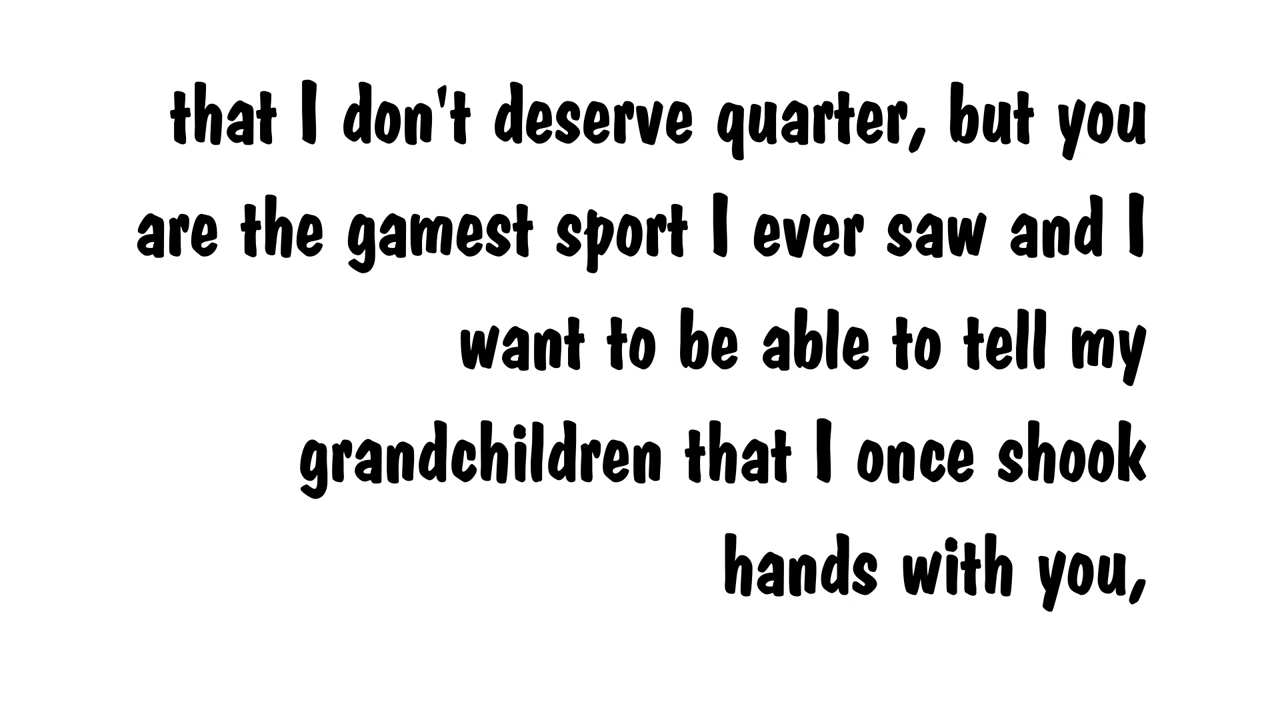 that I don't deserve quarter, but you
are the gamest sport I ever saw and I
want to be able to tell my
grandchildren that I once shook
hands with you,